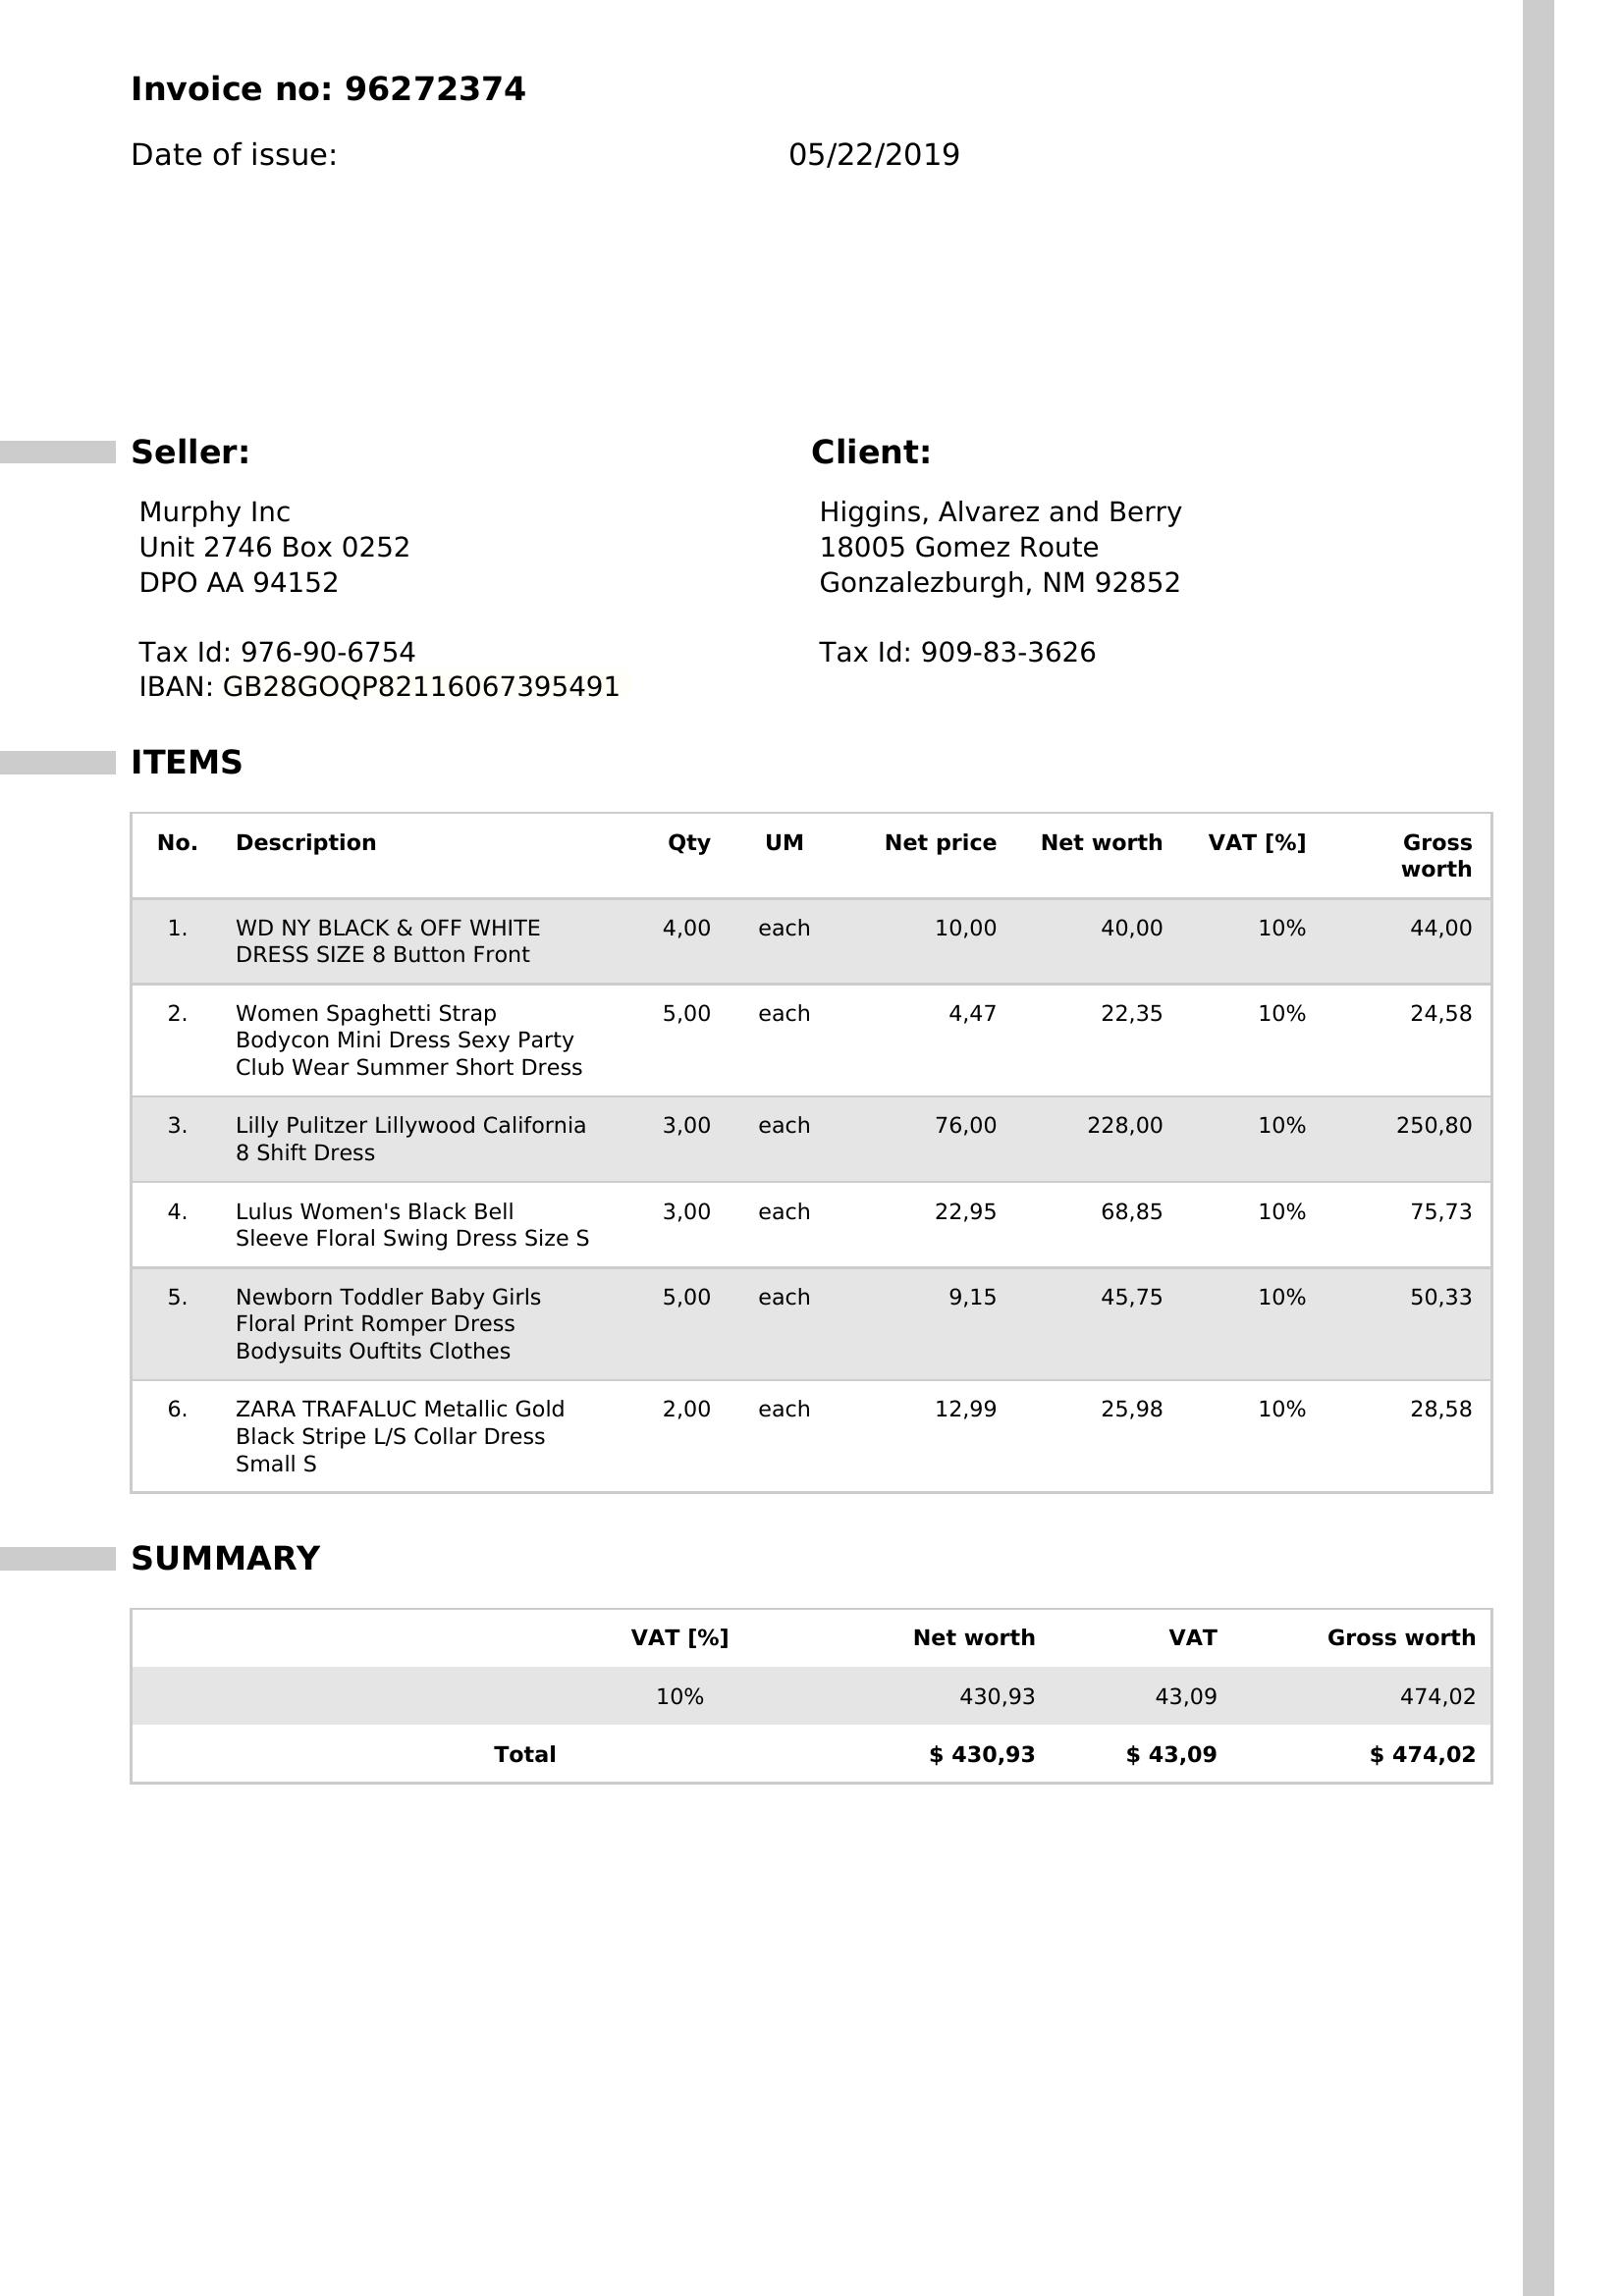 Invoice no: 96272374
Date of issue: 05/22/2019
Seller:
Murphy Inc
Unit 2746 Box 0252
DPO AA 94152
Tax Id: 976-90-6754
IBAN: GB28GOQP82116067395491
Client:
Higgins, Alvarez and Berry
18005 Gomez Route
Gonzalezburgh, NM 92852
Tax Id: 909-83-3626
ITEMS
No. Description Qty UM Net price Net worth VAT [%] Gross
worth
1. WD NY BLACK & OFF WHITE 4,00 each 10,00 40,00 10% 44,00
DRESS SIZE 8 Button Front
2. Women Spaghetti Strap 5,00 each 4,47 22,35 10% 24,58
Bodycon Mini Dress Sexy Party
Club Wear Summer Short Dress
3. Lilly Pulitzer Lillywood California 3,00 each 76,00 228,00 10% 250,80
8 Shift Dress
4. Lulus Women's Black Bell 3,00 each 22,95 68,85 10% 75,73
Sleeve Floral Swing Dress Size S
5. Newborn Toddler Baby Girls 5,00 each 9,15 45,75 10% 50,33
Floral Print Romper Dress
Bodysuits Ouftits Clothes
6. ZARA TRAFALUC Metallic Gold 2,00 each 12,99 25,98 10% 28,58
Black Stripe L/S Collar Dress
Small S
SUMMARY
VAT [%] Net worth VAT Gross worth
10% 430,93 43,09 474,02
Total $ 430,93 $ 43,09 $ 474,02